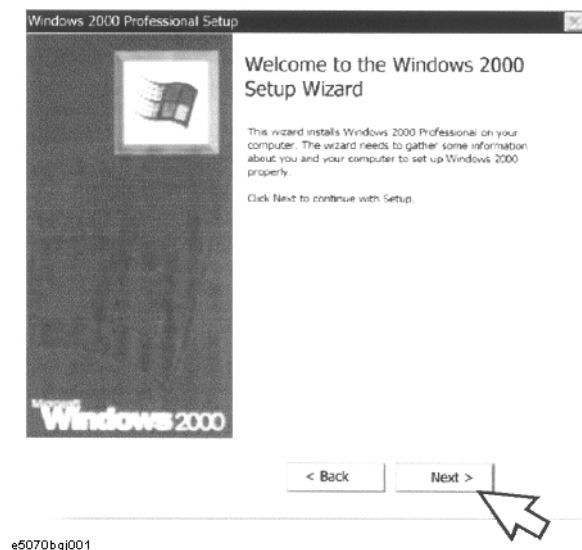 Windows 2000 Professional Setup
Welcome to the Windows 2000
Setup Wizard
This wizard installs Windows 2000 Professional on your
computer. The wizard needs to gather some information
about you and your computer to set up Windows 2000
properly.
Click Next to continue with Setup.
Microsoft
Windows 2000
< Back
Next >
e5070bqj001